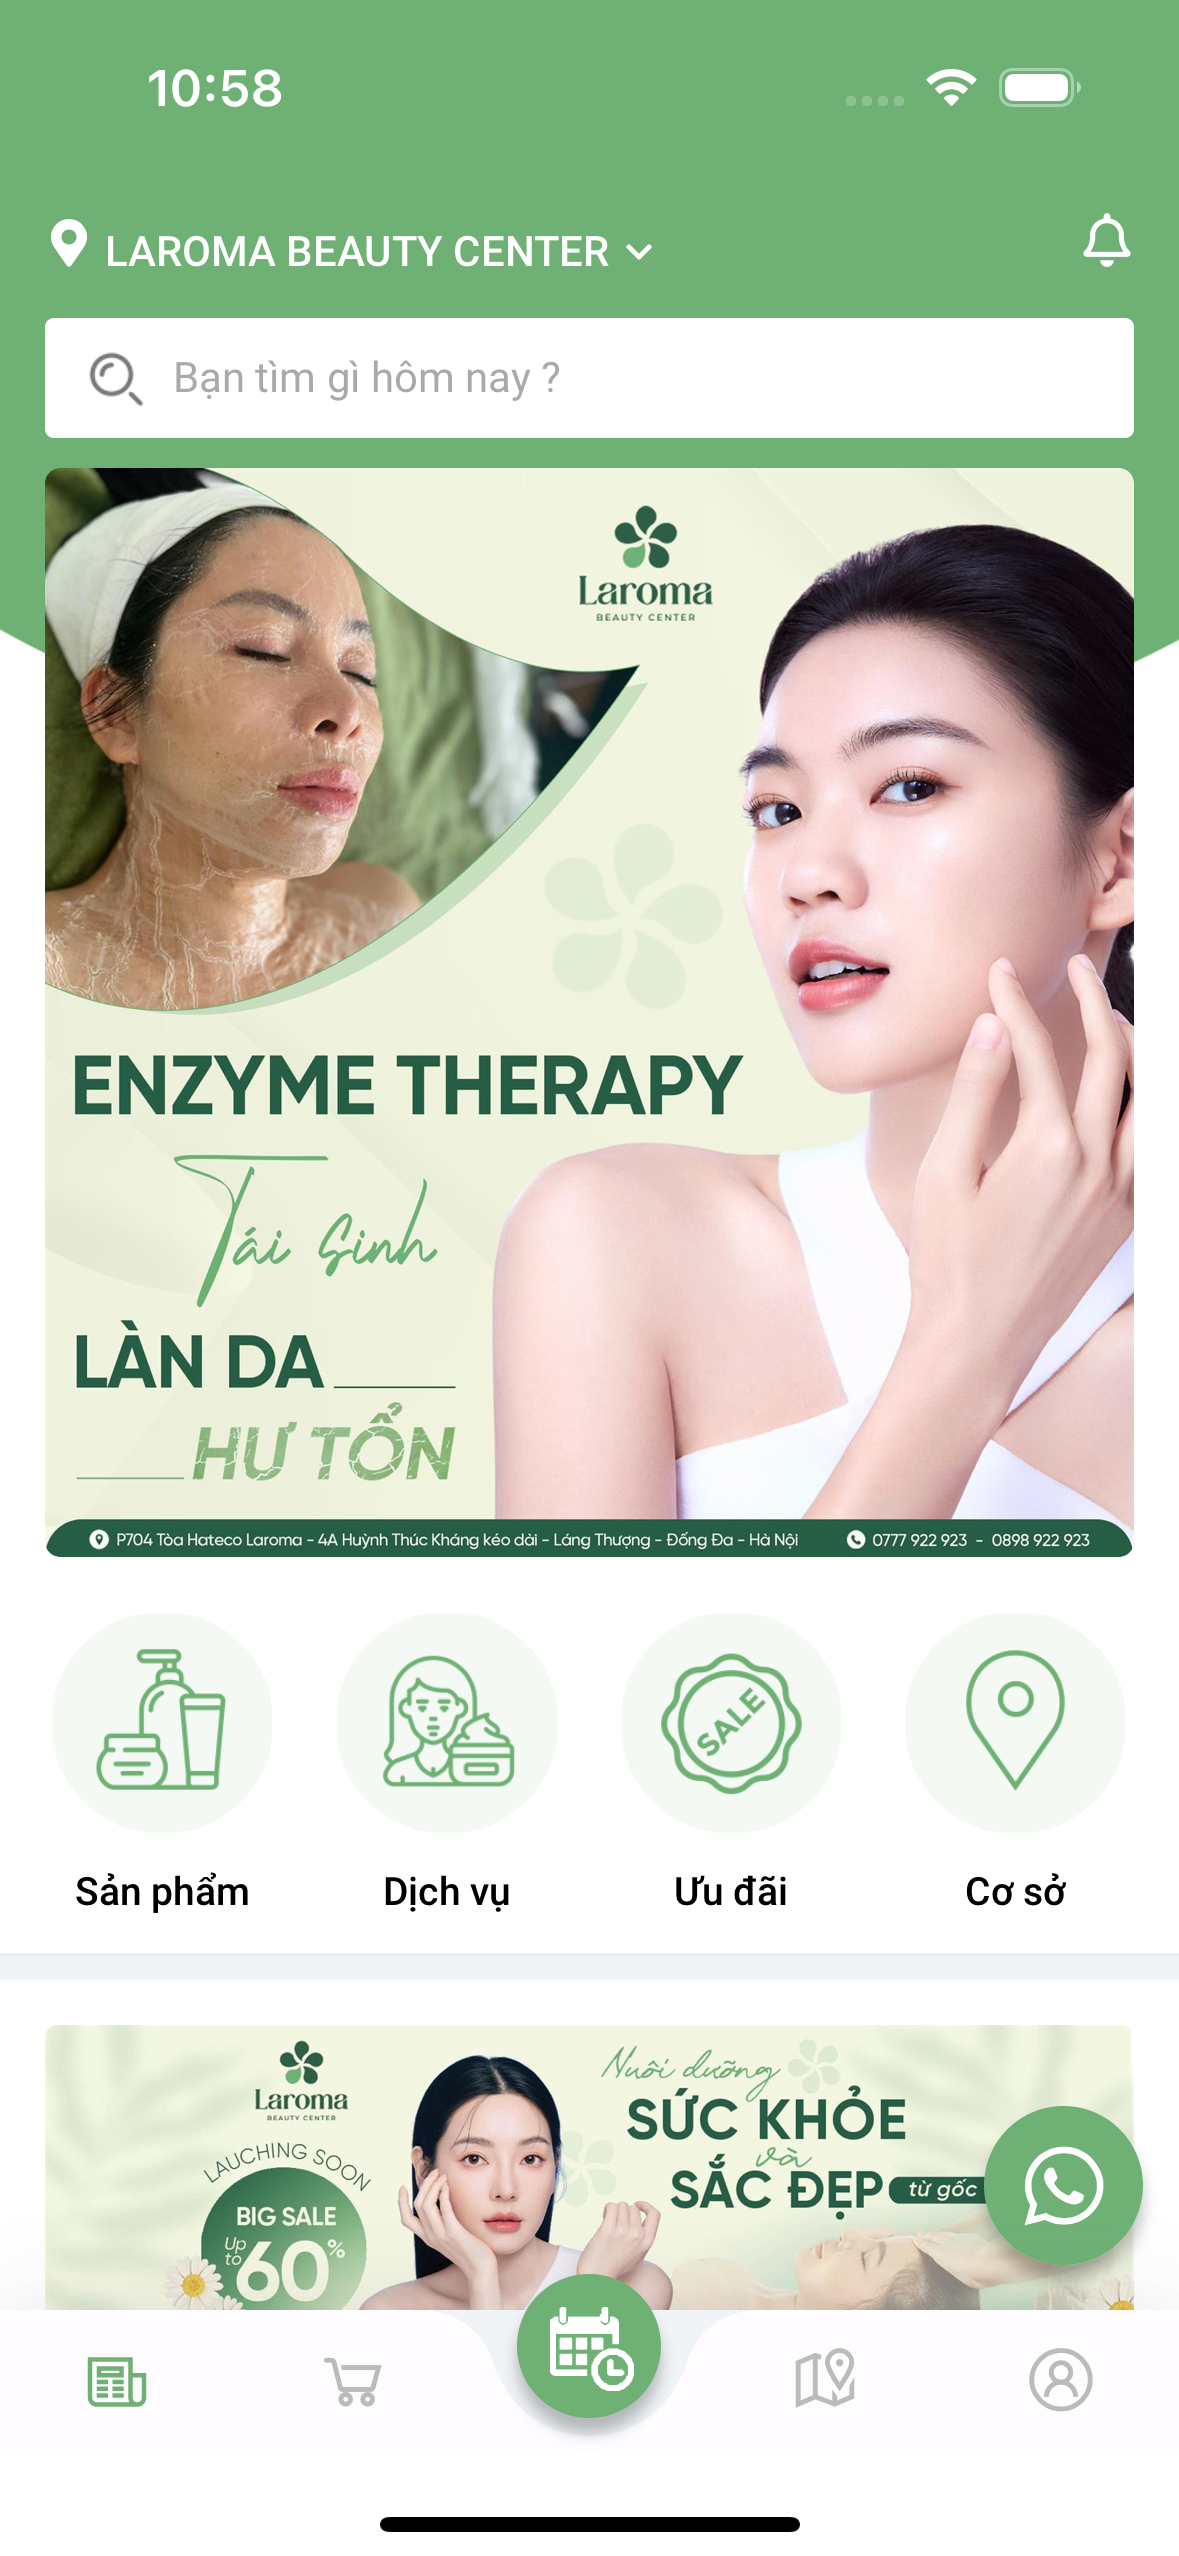 10:58
LAROMA BEAUTY CENTER
Bạn tìm gì hôm nay ?
Laroma
BEAUTY CENTER
ENZYME THERAPY
Tái sinh
LÀN DA
HƯ TỔN
P704 Tòa Hateco Laroma - 4A Huỳnh Thúc Kháng kéo dài - Láng Thượng - Đống Đa - Hà Nội
0777 922 923 - 0898 922 923
SALE
Sản phẩm
Dịch vụ
Ưu đãi
Cơ sở
Laroma
BEAUTY CENTER
LAUCHING SOON
BIG SALE
Up to 60%
Nuôi dưỡng
SỨC KHỎE
và
SẮC ĐẸP từ gốc